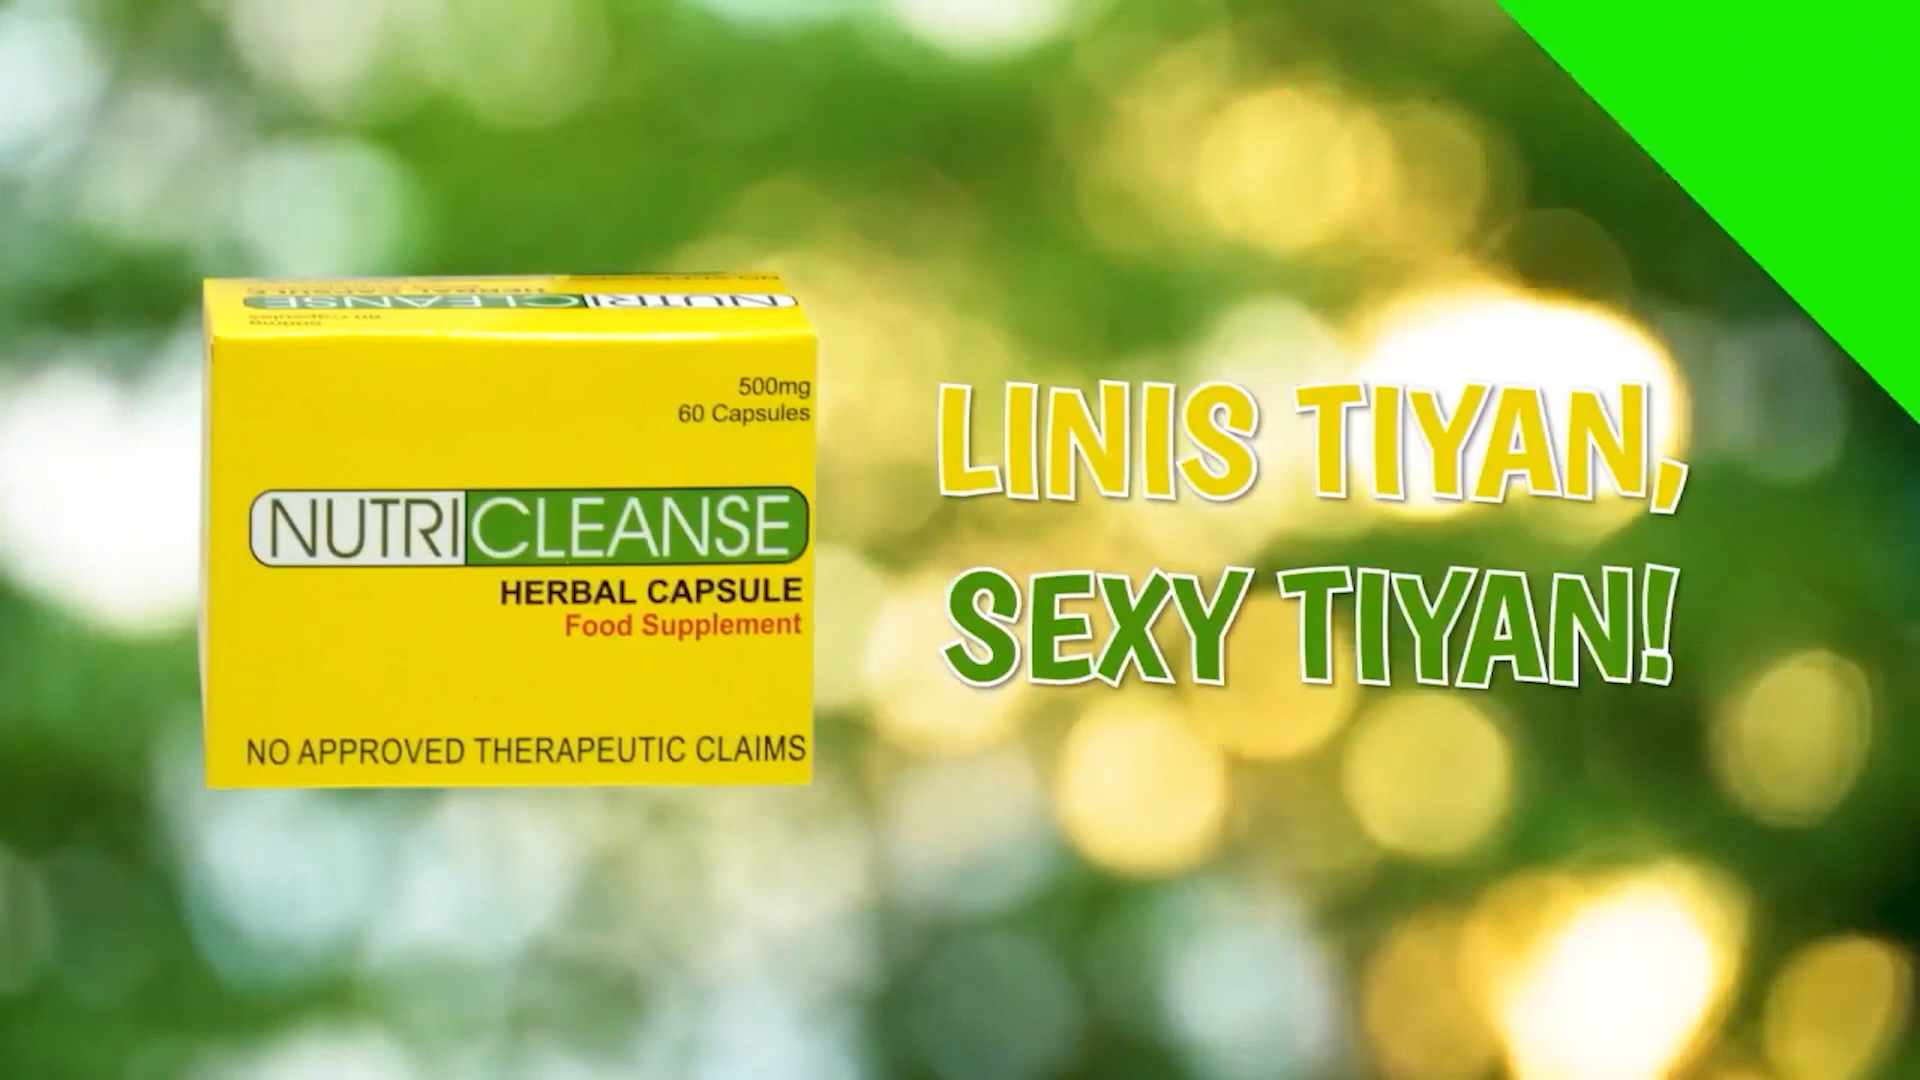 NUTRICLEANSE
500mg
60 Capsules
NUTRICLEANSE
HERBAL CAPSULE
Food Supplement
NO APPROVED THERAPEUTIC CLAIMS
LINIS TIYAN,
SEXY TIYAN!